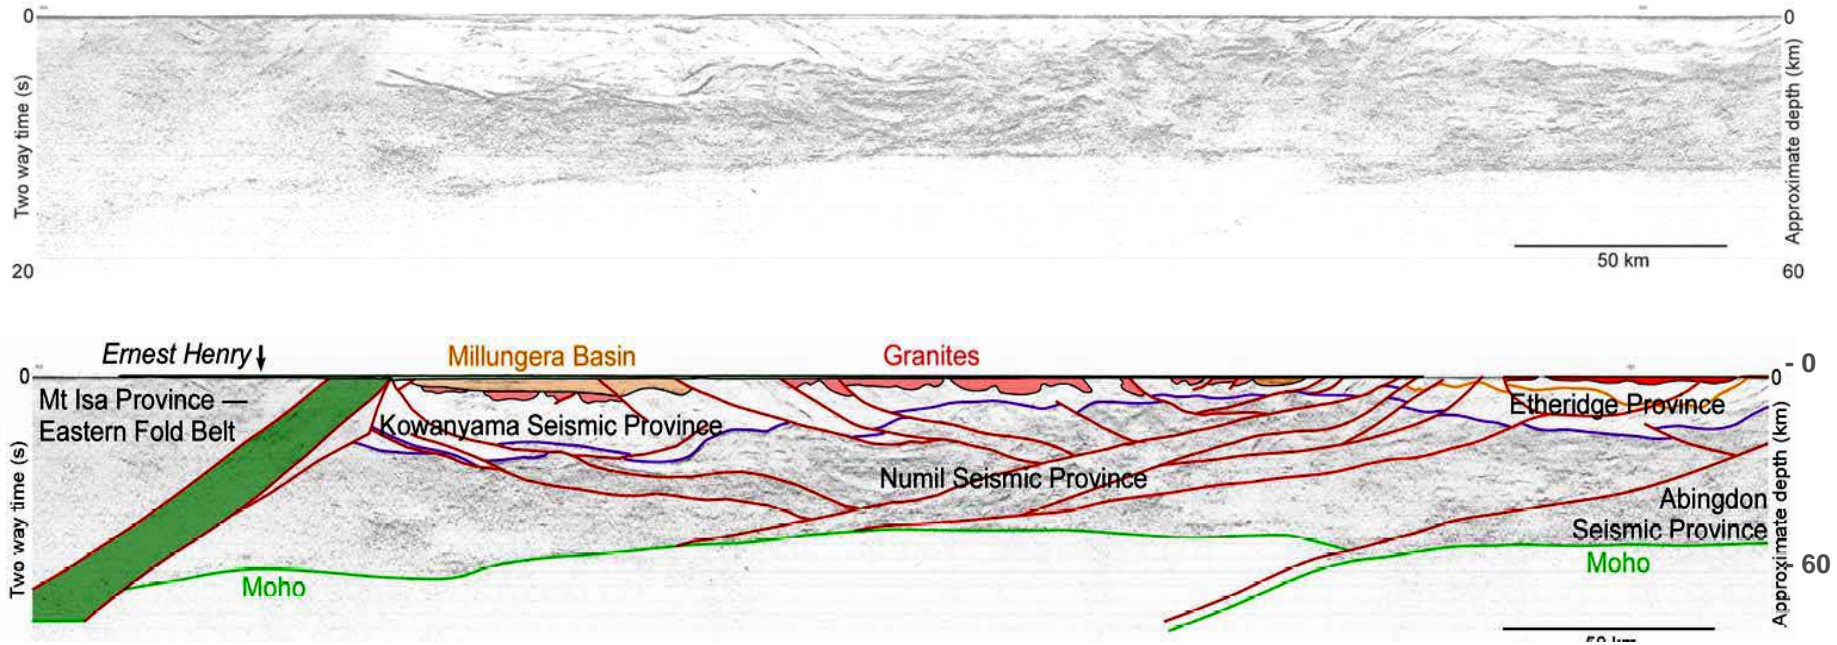 0
0
Two way time (s)
Approximate depth (km)
50 km
20
60
Ernest Henry
Millungera Basin
Granites
- 0
0
0
Mt Isa Province —
Eastern Fold Belt
Kowanyama Seismic Province
Etheridge Province
Numil Seismic Province
Abingdon
Seismic Province
Moho
Moho
- 60
Two way time (s)
Approximate depth (km)
50 km